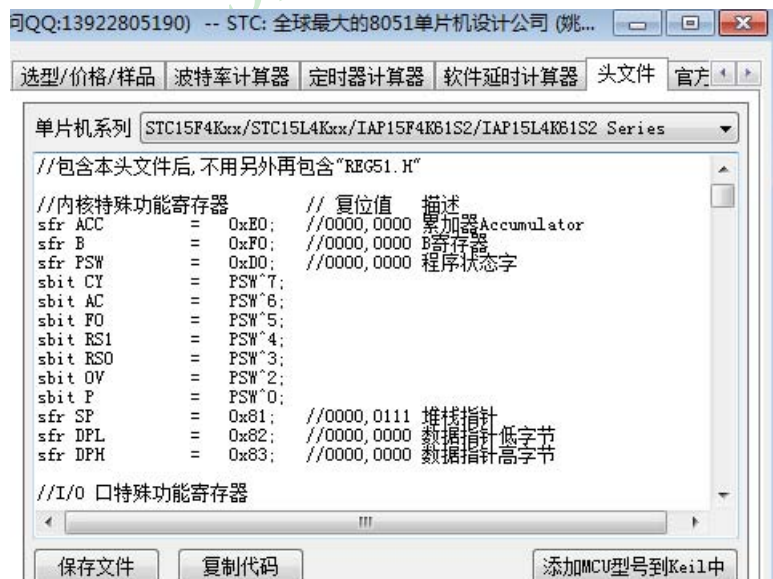 问QQ:13922805190) -- STC: 全球最大的8051单片机设计公司 (姚...
选型/价格/样品 波特率计算器 定时器计算器 软件延时计算器 头文件 官方
单片机系列 STC15F4Kxx/STC15L4Kxx/IAP15F4K61S2/IAP15L4K61S2 Series
//包含本头文件后,不用另外再包含"REG51.H"
//内核特殊功能寄存器 // 复位值 描述
sfr ACC = 0xE0; //0000,0000 累加器Accumulator
sfr B = 0xF0; //0000,0000 B寄存器
sfr PSW = 0xD0; //0000,0000 程序状态字
sbit CY = PSW^7;
sbit AC = PSW^6;
sbit F0 = PSW^5;
sbit RS1 = PSW^4;
sbit RS0 = PSW^3;
sbit OV = PSW^2;
sbit P = PSW^0;
sfr SP = 0x81; //0000,0111 堆栈指针
sfr DPL = 0x82; //0000,0000 数据指针低字节
sfr DPH = 0x83; //0000,0000 数据指针高字节
//I/O 口特殊功能寄存器
保存文件 复制代码 添加MCU型号到Keil中